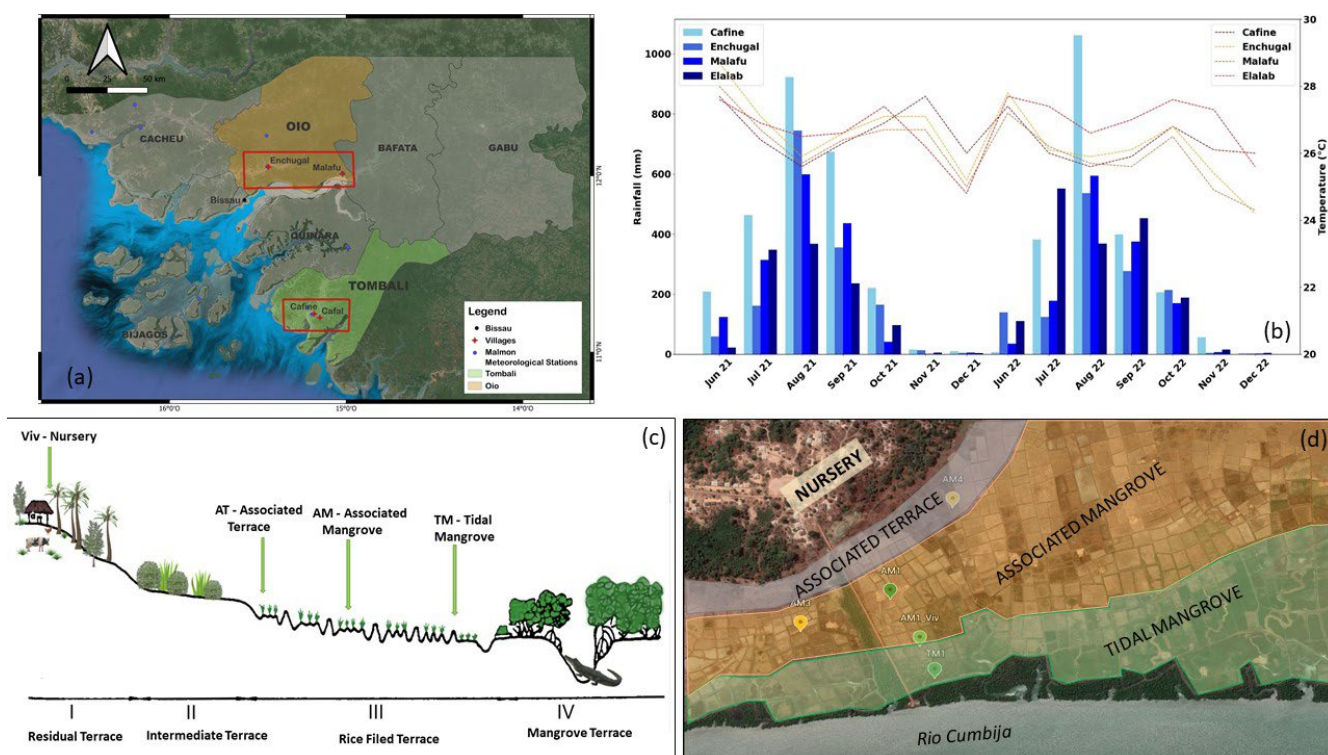 0 25 50 km
CACHEU
OIO
BAFATA
GABU
Enchugal
Malafu
12°0'N
Bissau
QUINARA
TOMBALI
Cafine
Cafal
BIJAGOS
11°0'N
Legend
Bissau
Villages
Malmon
Meteorological Stations
Tombali
Oio
(a)
16°0'O 15°0'O 14°0'O
Cafine
Enchugal
Malafu
Elalab
Cafine
Enchugal
Malafu
Elalab
Rainfall (mm)
1000
800
600
400
200
0
Temperature (°C)
30
28
26
24
22
20
(b)
Jun 21 Jul 21 Aug 21 Sep 21 Oct 21 Nov 21 Dec 21 Jun 22 Jul 22 Aug 22 Sep 22 Oct 22 Nov 22 Dec 22
Viv - Nursery
(c)
AT - Associated
Terrace
AM - Associated
Mangrove
TM - Tidal
Mangrove
I II III IV
Residual Terrace Intermediate Terrace Rice Filed Terrace Mangrove Terrace
(d)
NURSERY
AM4
ASSOCIATED TERRACE
ASSOCIATED MANGROVE
AM1
AM3
AM1_Viv
TM1
TIDAL MANGROVE
Rio Cumbija